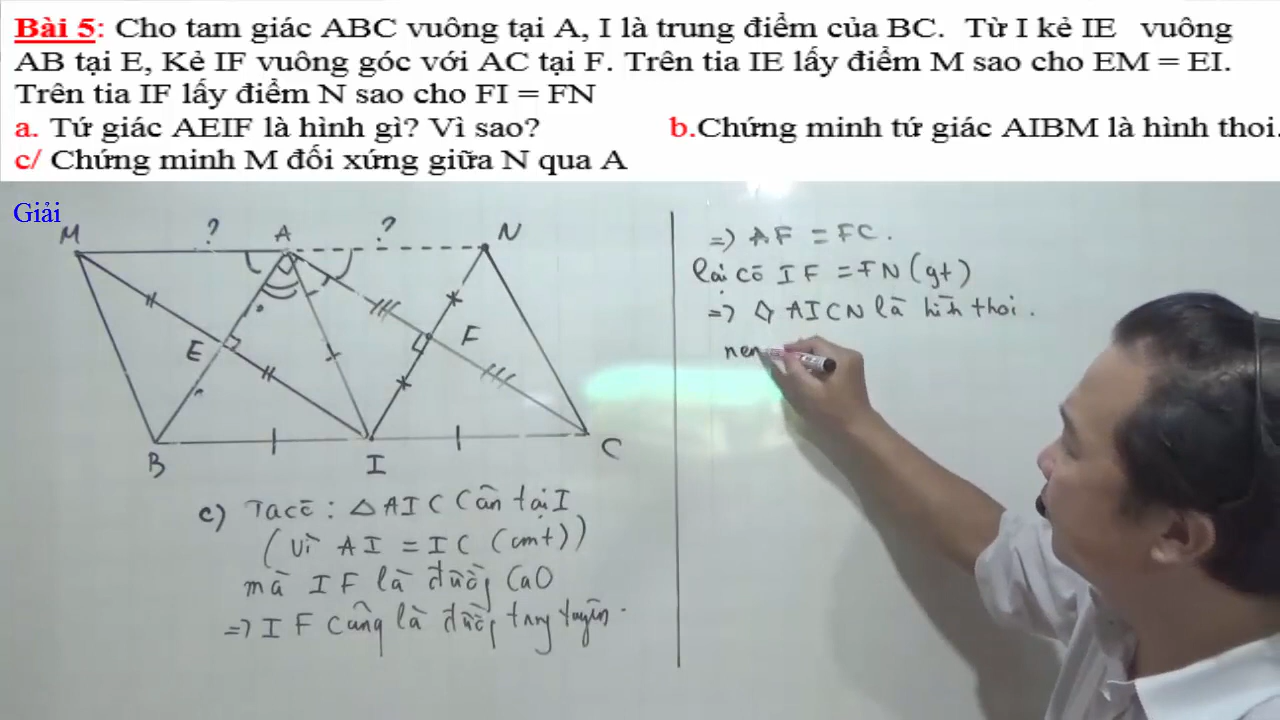 Bài 5: Cho tam giác ABC vuông tại A, I là trung điểm của BC. Từ I kẻ IE vuông
AB tại E, Kẻ IF vuông góc với AC tại F. Trên tia IE lấy điểm M sao cho EM = EI.
Trên tia IF lấy điểm N sao cho FI = FN
a. Tứ giác AEIF là hình gì? Vì sao? b.Chứng minh tứ giác AIBM là hình thoi.
c/ Chứng minh M đối xứng giữa N qua A
Giải
M ? A ? N
E F
B I C
c) Ta có: △AIC cân tại I
(Vì AI = IC (cmt))
mà IF là đường cao
=> IF cũng là đường trung tuyến.
=> AF = FC.
lại có IF = FN (gt)
=> ◇ AICN là hình thoi.
nen